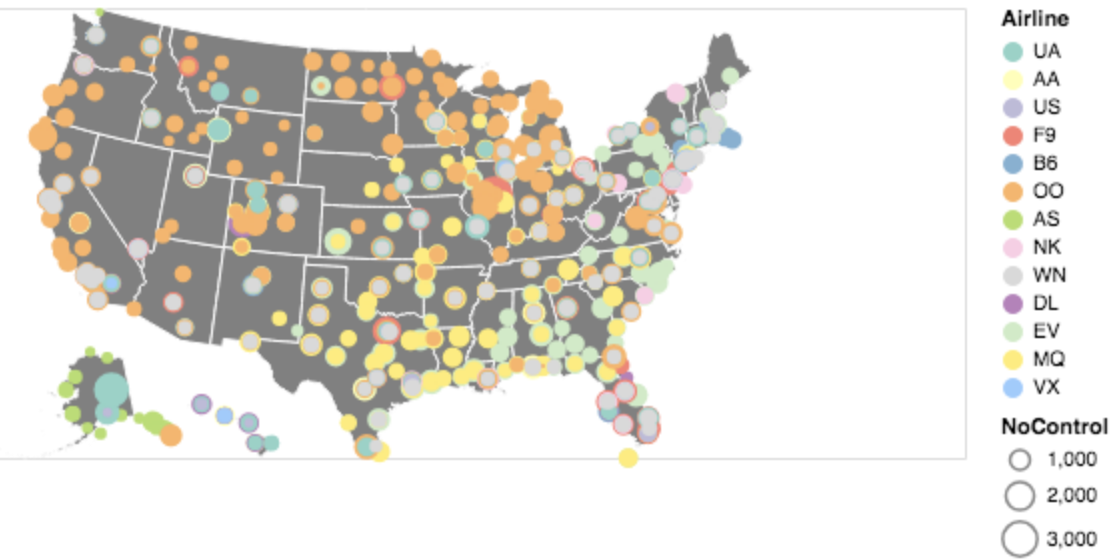 Airline
UA
AA
US
F9
B6
OO
AS
NK
WN
DL
EV
MQ
VX
NoControl
1,000
2,000
3,000